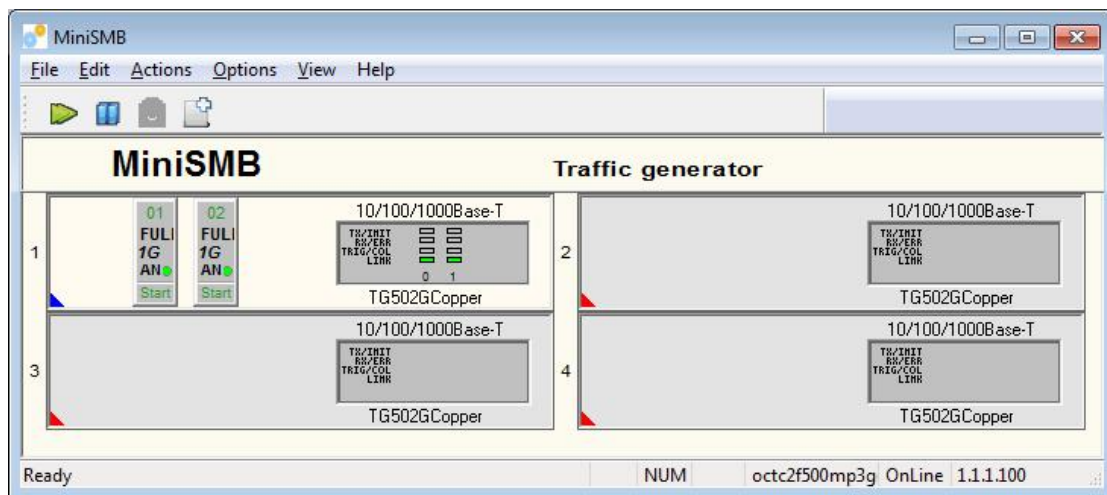 MiniSMB
File Edit Actions Options View Help
MiniSMB Traffic generator
1
01
FULL
1G
AN
Start
02
FULL
1G
AN
Start
10/100/1000Base-T
TX/INIT
RX/ERR
TRIG/COL
LINK
0 1
TG502GCopper
2
10/100/1000Base-T
TX/INIT
RX/ERR
TRIG/COL
LINK
TG502GCopper
3
10/100/1000Base-T
TX/INIT
RX/ERR
TRIG/COL
LINK
TG502GCopper
4
10/100/1000Base-T
TX/INIT
RX/ERR
TRIG/COL
LINK
TG502GCopper
Ready NUM octc2f500mp3g OnLine 1.1.1.100